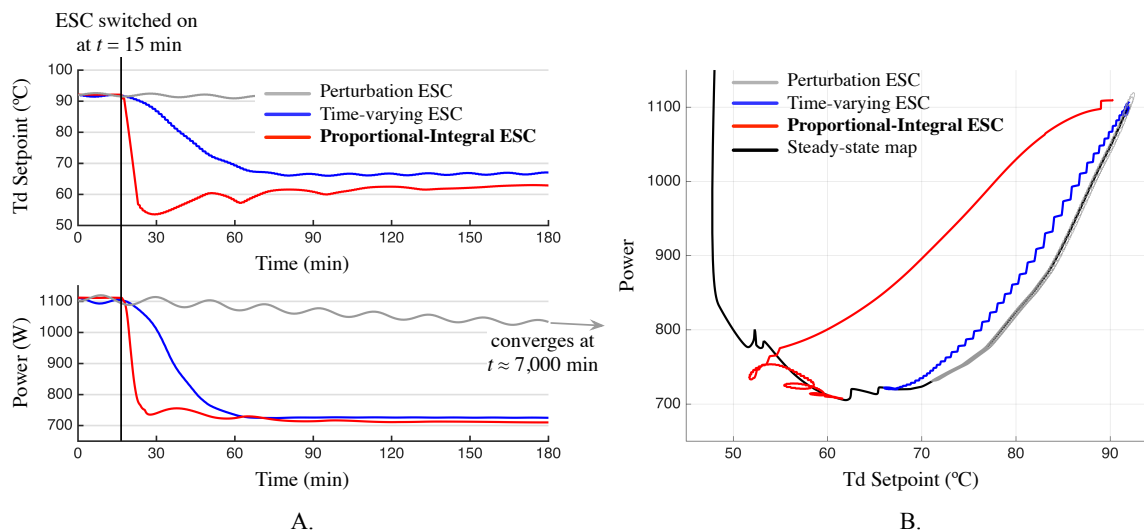 ESC switched on
at t = 15 min
100
90
80
70
60
50
Td Setpoint (ºC)
Perturbation ESC
Time-varying ESC
Proportional-Integral ESC
0 30 60 90 120 150 180
Time (min)
1100
1000
900
800
700
Power (W)
converges at
t ≈ 7,000 min
0 30 60 90 120 150 180
Time (min)
A.
Perturbation ESC
Time-varying ESC
Proportional-Integral ESC
Steady-state map
1100
1000
900
800
700
Power
50 60 70 80 90
Td Setpoint (ºC)
B.